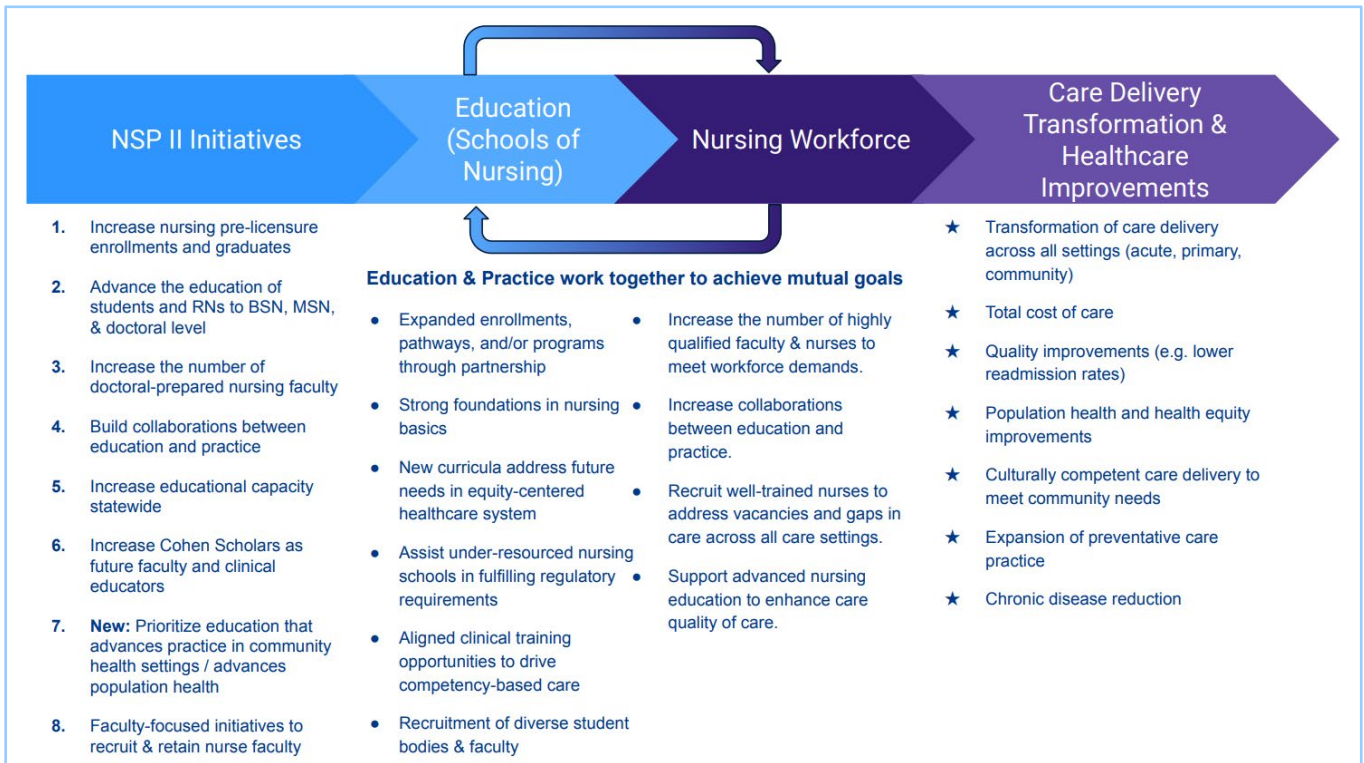 NSP II Initiatives
Education
(Schools of
Nursing)
Nursing Workforce
Care Delivery
Transformation &
Healthcare
Improvements
1. Increase nursing pre-licensure
enrollments and graduates
2. Advance the education of
students and RNs to BSN, MSN,
& doctoral level
3. Increase the number of
doctoral-prepared nursing faculty
4. Build collaborations between
education and practice
5. Increase educational capacity
statewide
6. Increase Cohen Scholars as
future faculty and clinical
educators
7. New: Prioritize education that
advances practice in community
health settings / advances
population health
8. Faculty-focused initiatives to
recruit & retain nurse faculty
Education & Practice work together to achieve mutual goals
● Expanded enrollments,
pathways, and/or programs
through partnership
● Strong foundations in nursing
basics
● New curricula address future
needs in equity-centered
healthcare system
● Assist under-resourced nursing
schools in fulfilling regulatory
requirements
● Aligned clinical training
opportunities to drive
competency-based care
● Recruitment of diverse student
bodies & faculty
● Increase the number of highly
qualified faculty & nurses to
meet workforce demands.
● Increase collaborations
between education and
practice.
● Recruit well-trained nurses to
address vacancies and gaps in
care across all care settings.
● Support advanced nursing
education to enhance care
quality of care.
★ Transformation of care delivery
across all settings (acute, primary,
community)
★ Total cost of care
★ Quality improvements (e.g. lower
readmission rates)
★ Population health and health equity
improvements
★ Culturally competent care delivery to
meet community needs
★ Expansion of preventative care
practice
★ Chronic disease reduction